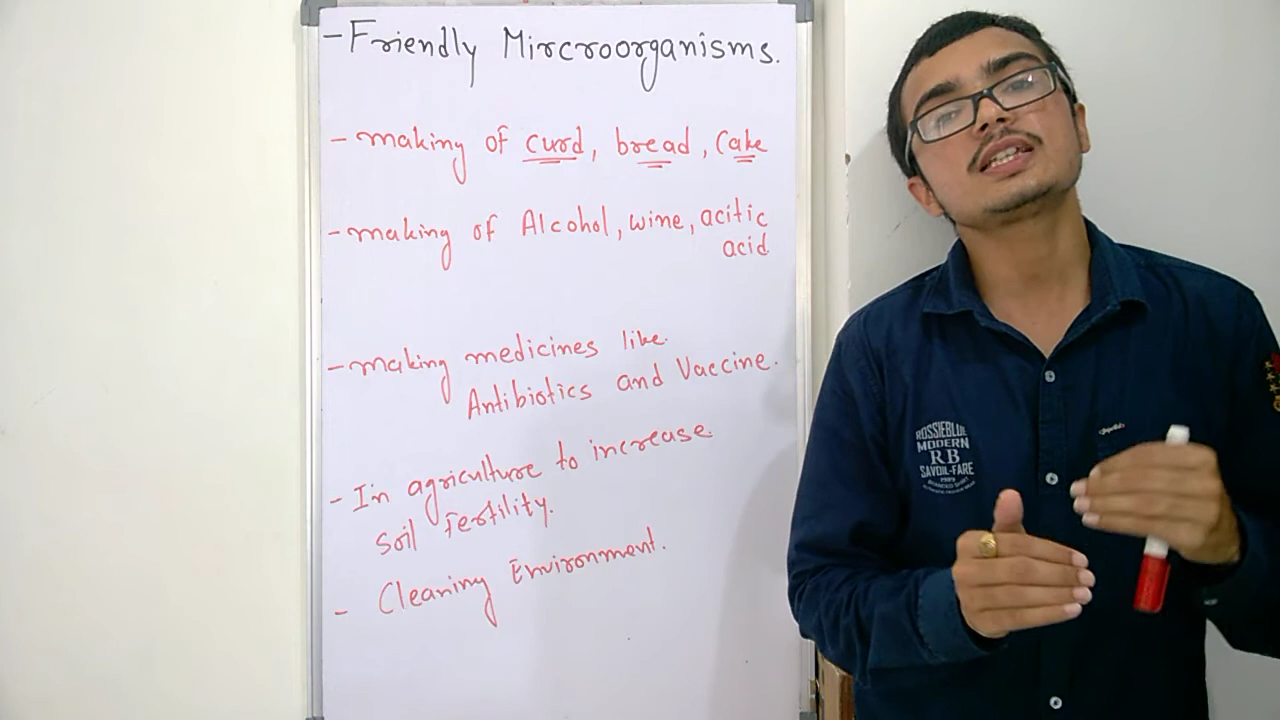 - Friendly Mircroorganisms.
- making of curd, bread, Cake
- making of Alcohol, wine, acitic
acid
- making medicines like.
Antibiotics and Vaccine.
- In agriculture to increase.
soil fertility.
- Cleaning Environment.
ROSSIEBLUE
MODERN
RB
SAVOIL-FARE